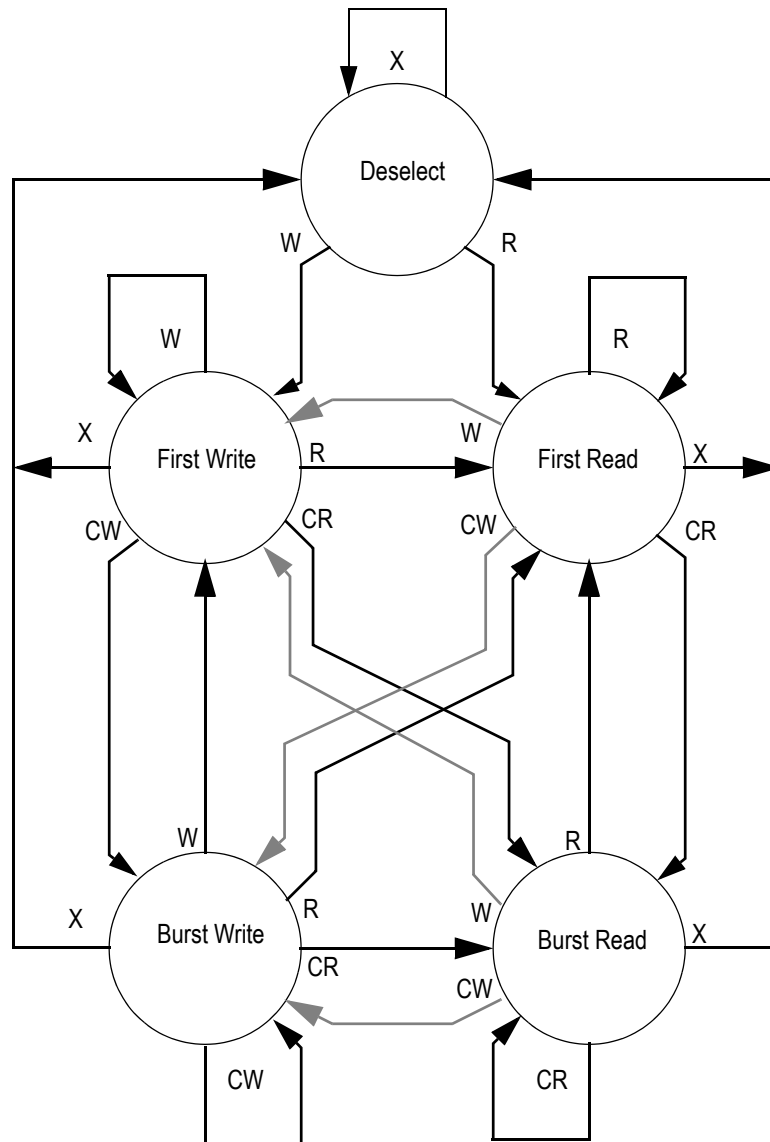 X
Deselect
W
R
W
R
W
X
First Write
R
First Read
X
CW
CR
CW
CR
W
R
X
Burst Write
R
W
Burst Read
X
CR
CW
CW
CR